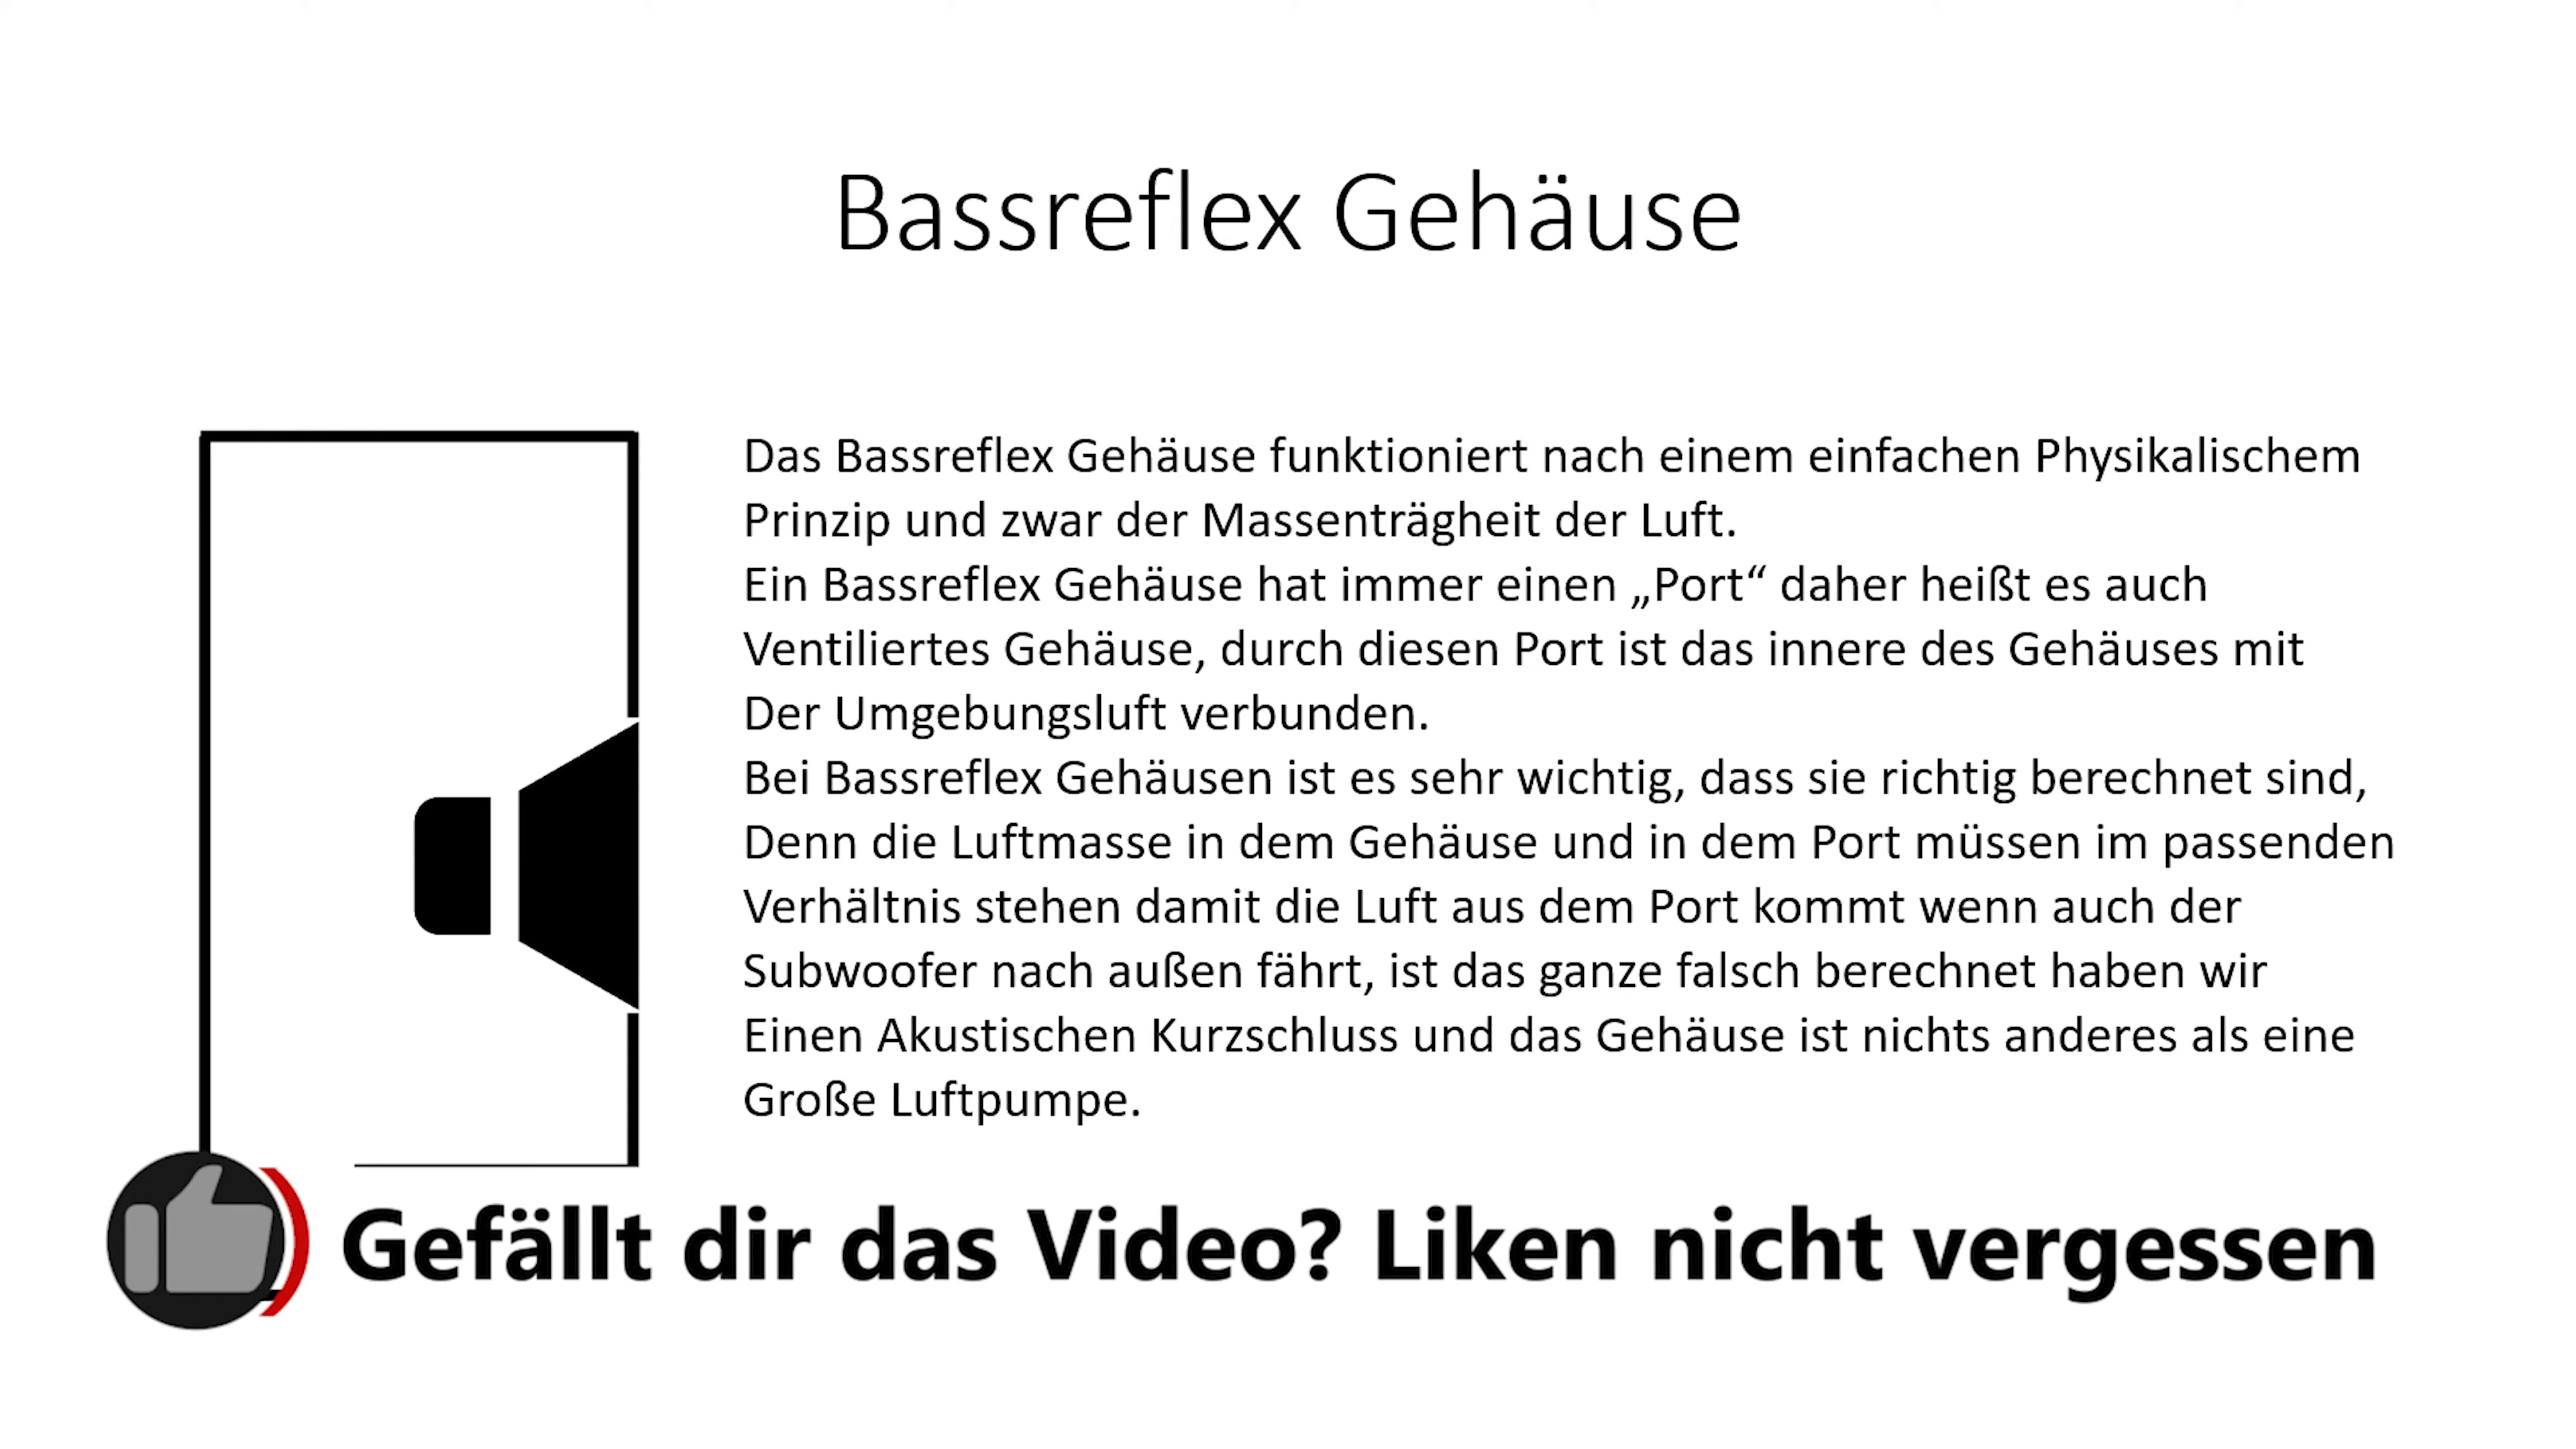 Bassreflex Gehäuse
Das Bassreflex Gehäuse funktioniert nach einem einfachen Physikalischem
Prinzip und zwar der Massenträgheit der Luft.
Ein Bassreflex Gehäuse hat immer einen „Port“ daher heißt es auch
Ventiliertes Gehäuse, durch diesen Port ist das innere des Gehäuses mit
Der Umgebungsluft verbunden.
Bei Bassreflex Gehäusen ist es sehr wichtig, dass sie richtig berechnet sind,
Denn die Luftmasse in dem Gehäuse und in dem Port müssen im passenden
Verhältnis stehen damit die Luft aus dem Port kommt wenn auch der
Subwoofer nach außen fährt, ist das ganze falsch berechnet haben wir
Einen Akustischen Kurzschluss und das Gehäuse ist nichts anderes als eine
Große Luftpumpe.
Gefällt dir das Video? Liken nicht vergessen